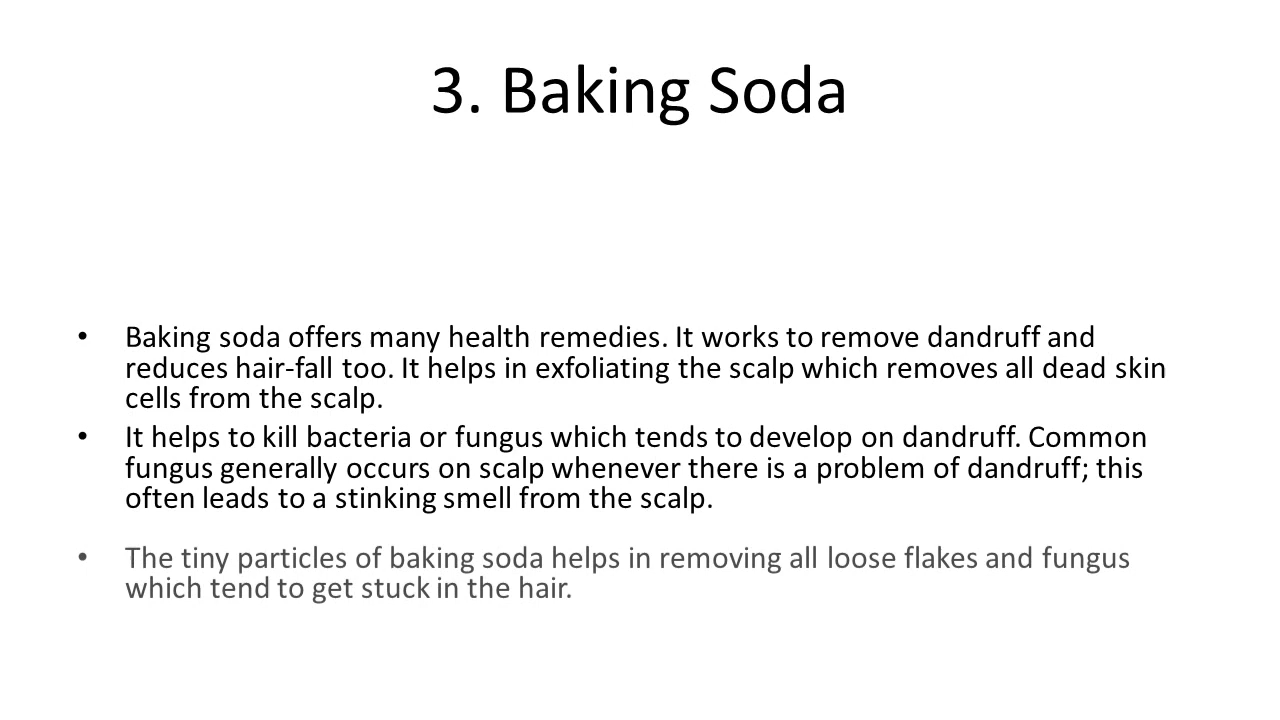 3. Baking Soda
• Baking soda offers many health remedies. It works to remove dandruff and
reduces hair-fall too. It helps in exfoliating the scalp which removes all dead skin
cells from the scalp.
• It helps to kill bacteria or fungus which tends to develop on dandruff. Common
fungus generally occurs on scalp whenever there is a problem of dandruff; this
often leads to a stinking smell from the scalp.
• The tiny particles of baking soda helps in removing all loose flakes and fungus
which tend to get stuck in the hair.